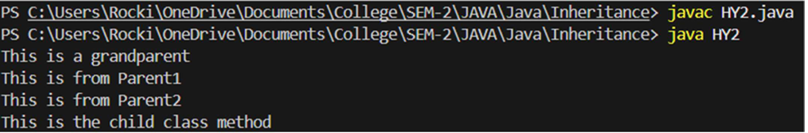 PS C:\Users\Rocki\OneDrive\Documents\College\SEM-2\JAVA\Java\Inheritance> javac HY2.java
PS C:\Users\Rocki\OneDrive\Documents\College\SEM-2\JAVA\Java\Inheritance> java HY2
This is a grandparent
This is from Parent1
This is from Parent2
This is the child class method